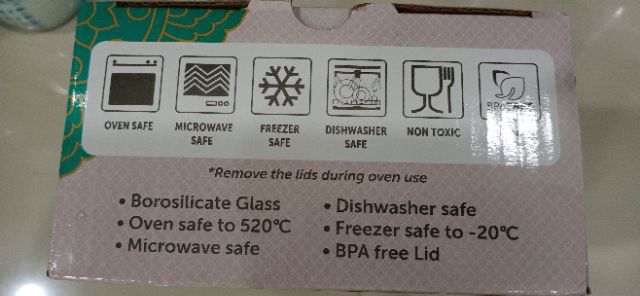 OVEN SAFE
MICROWAVE SAFE
FREEZER SAFE
DISHWASHER SAFE
NON TOXIC
*Remove the lids during oven use
• Borosilicate Glass
• Oven safe to 520°C
• Microwave safe
• Dishwasher safe
• Freezer safe to -20°C
• BPA free Lid